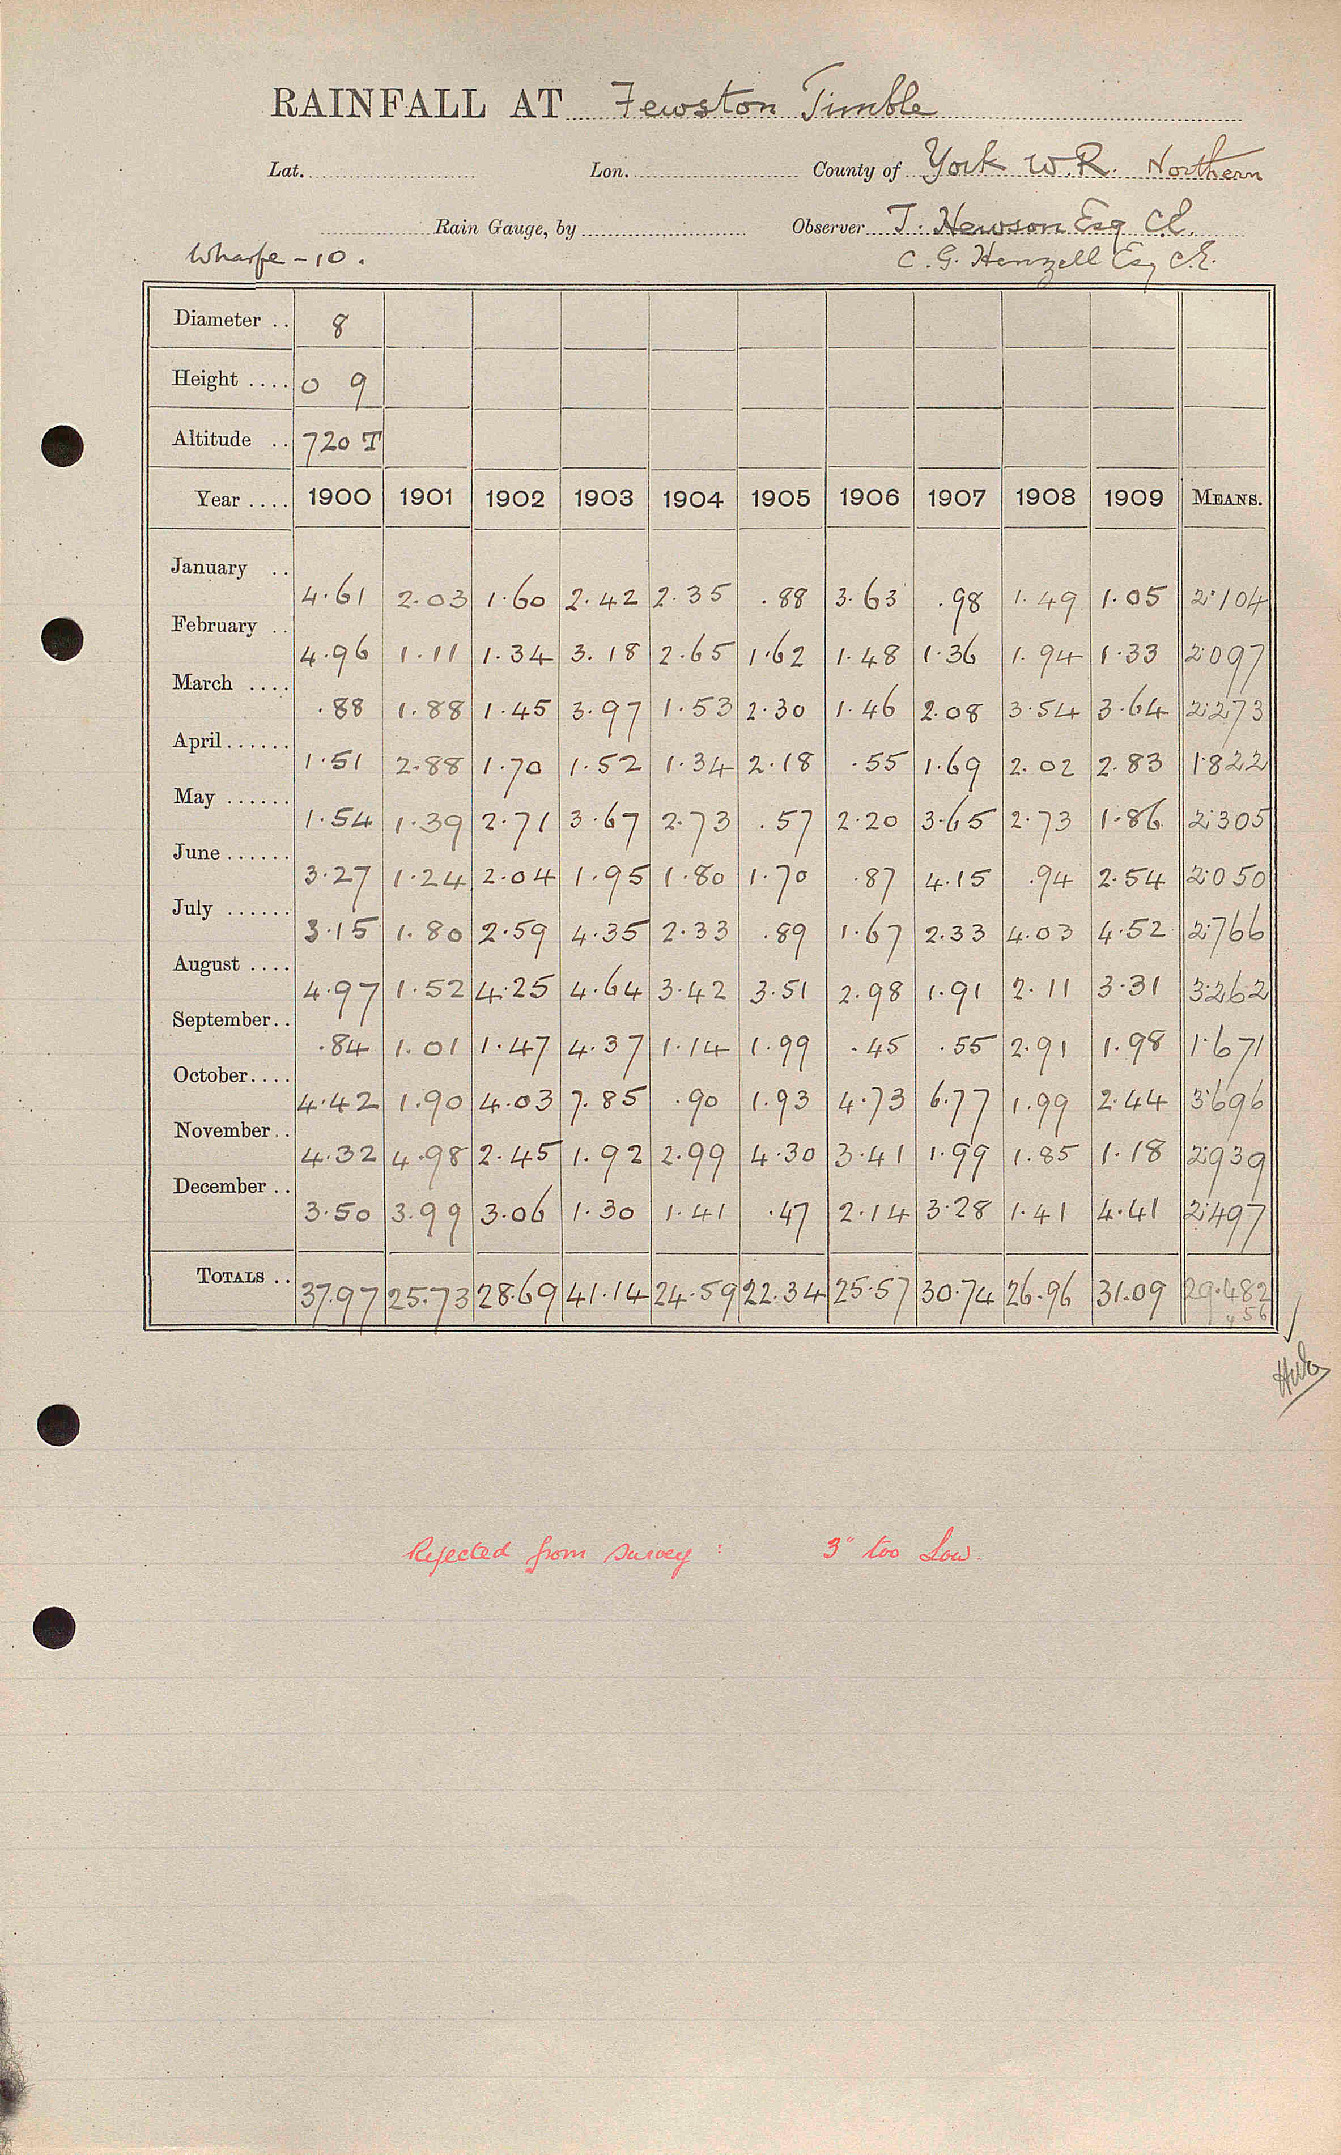 RAINFALL AT Fewston Timble
Lat. Lon. County of York W.R. Northern
Rain Gauge, by Observer T. Newson Esq C.E.
Wharfe - 10. C. G. Henzell Esq C.E.
Diameter .. 8
Height .... 0 9
Altitude .. 720 T
Year .... 1900 1901 1902 1903 1904 1905 1906 1907 1908 1909 MEANS.
January .. 4.61 2.03 1.60 2.42 2.35 .88 3.63 .98 1.49 1.05 2.104
February .. 4.96 1.11 1.34 3.18 2.65 1.62 1.48 1.36 1.94 1.33 2.097
March .... .88 1.88 1.45 3.97 1.53 2.30 1.46 2.08 3.54 3.64 2.273
April...... 1.51 2.88 1.70 1.52 1.34 2.18 .55 1.69 2.02 2.83 1.822
May ...... 1.54 1.39 2.71 3.67 2.73 .57 2.20 3.65 2.73 1.86 2.305
June...... 3.27 1.24 2.04 1.95 1.80 1.70 .87 4.15 .94 2.54 2.050
July ...... 3.15 1.80 2.59 4.35 2.33 .89 1.67 2.33 4.03 4.52 2.766
August .... 4.97 1.52 4.25 4.64 3.42 3.51 2.98 1.91 2.11 3.31 3.262
September.. .84 1.01 1.47 4.37 1.14 1.99 .45 .55 2.91 1.98 1.671
October.... 4.42 1.90 4.03 7.85 .90 1.93 4.73 6.77 1.99 2.44 3.696
November.. 4.32 4.98 2.45 1.92 2.99 4.30 3.41 1.99 1.85 1.18 2.939
December .. 3.50 3.99 3.06 1.30 1.41 .47 2.14 3.28 1.41 4.41 2.497
TOTALS .. 37.97 25.73 28.69 41.14 24.59 22.34 25.57 30.74 26.96 31.09 29.482
Rejected from survey : 3" too Low.